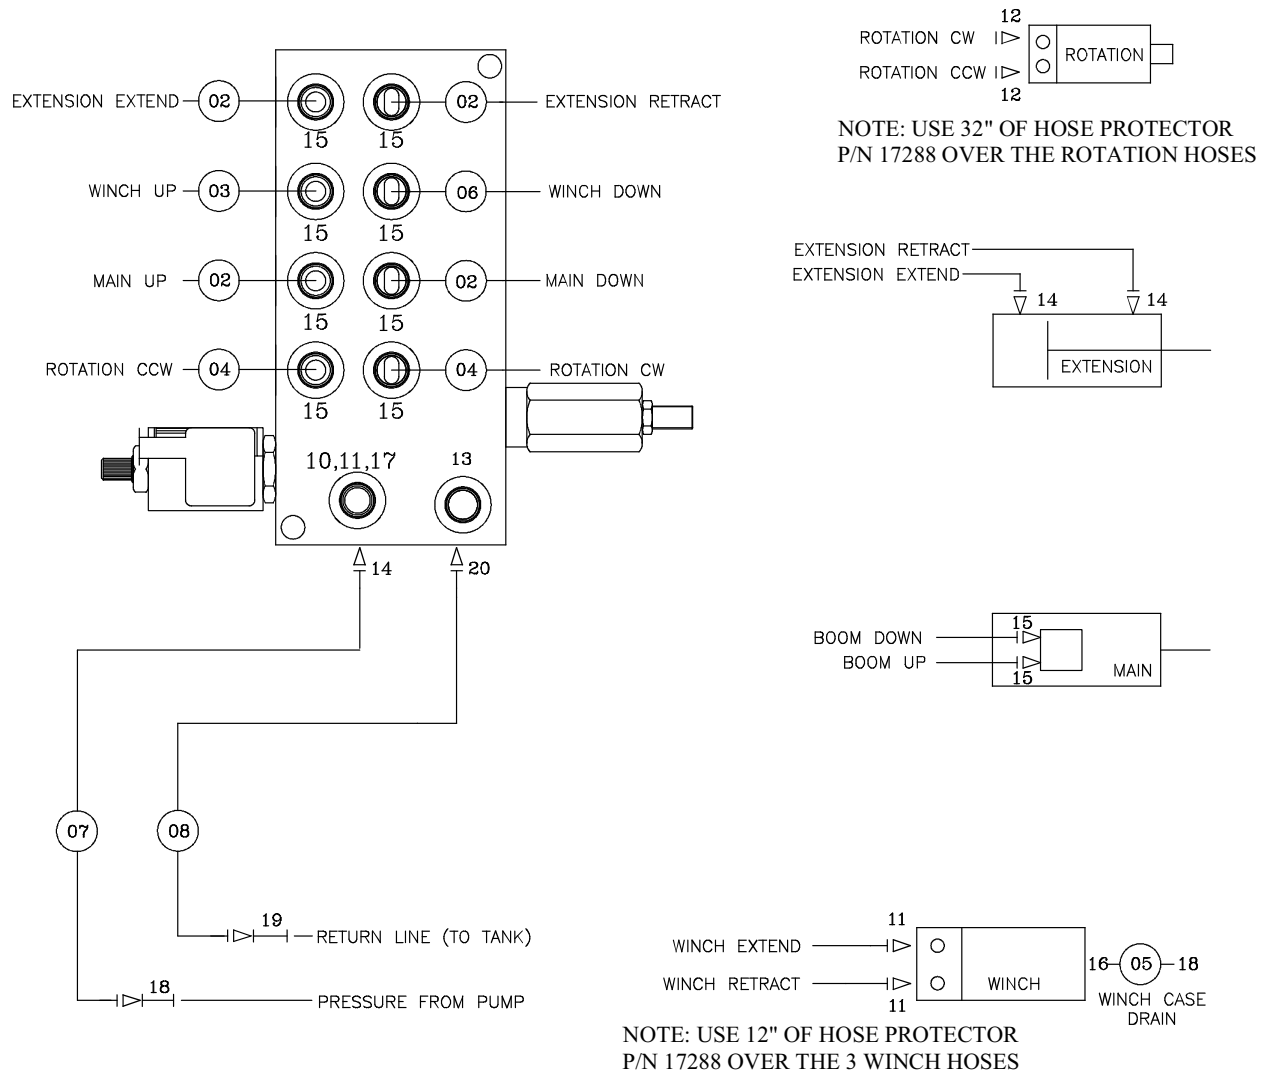 EXTENSION EXTEND 02 02 EXTENSION RETRACT
15 15
WINCH UP 03 06 WINCH DOWN
15 15
MAIN UP 02 02 MAIN DOWN
15 15
ROTATION CCW 04 04 ROTATION CW
15 15
10,11,17 13
14 20
07 08
19
RETURN LINE (TO TANK)
18
PRESSURE FROM PUMP
12
ROTATION CW
ROTATION
ROTATION CCW
12
NOTE: USE 32" OF HOSE PROTECTOR
P/N 17288 OVER THE ROTATION HOSES
EXTENSION RETRACT
EXTENSION EXTEND
14 14
EXTENSION
15
BOOM DOWN
BOOM UP
15
MAIN
11
WINCH EXTEND
WINCH RETRACT
11
WINCH
16 05 18
WINCH CASE
DRAIN
NOTE: USE 12" OF HOSE PROTECTOR
P/N 17288 OVER THE 3 WINCH HOSES